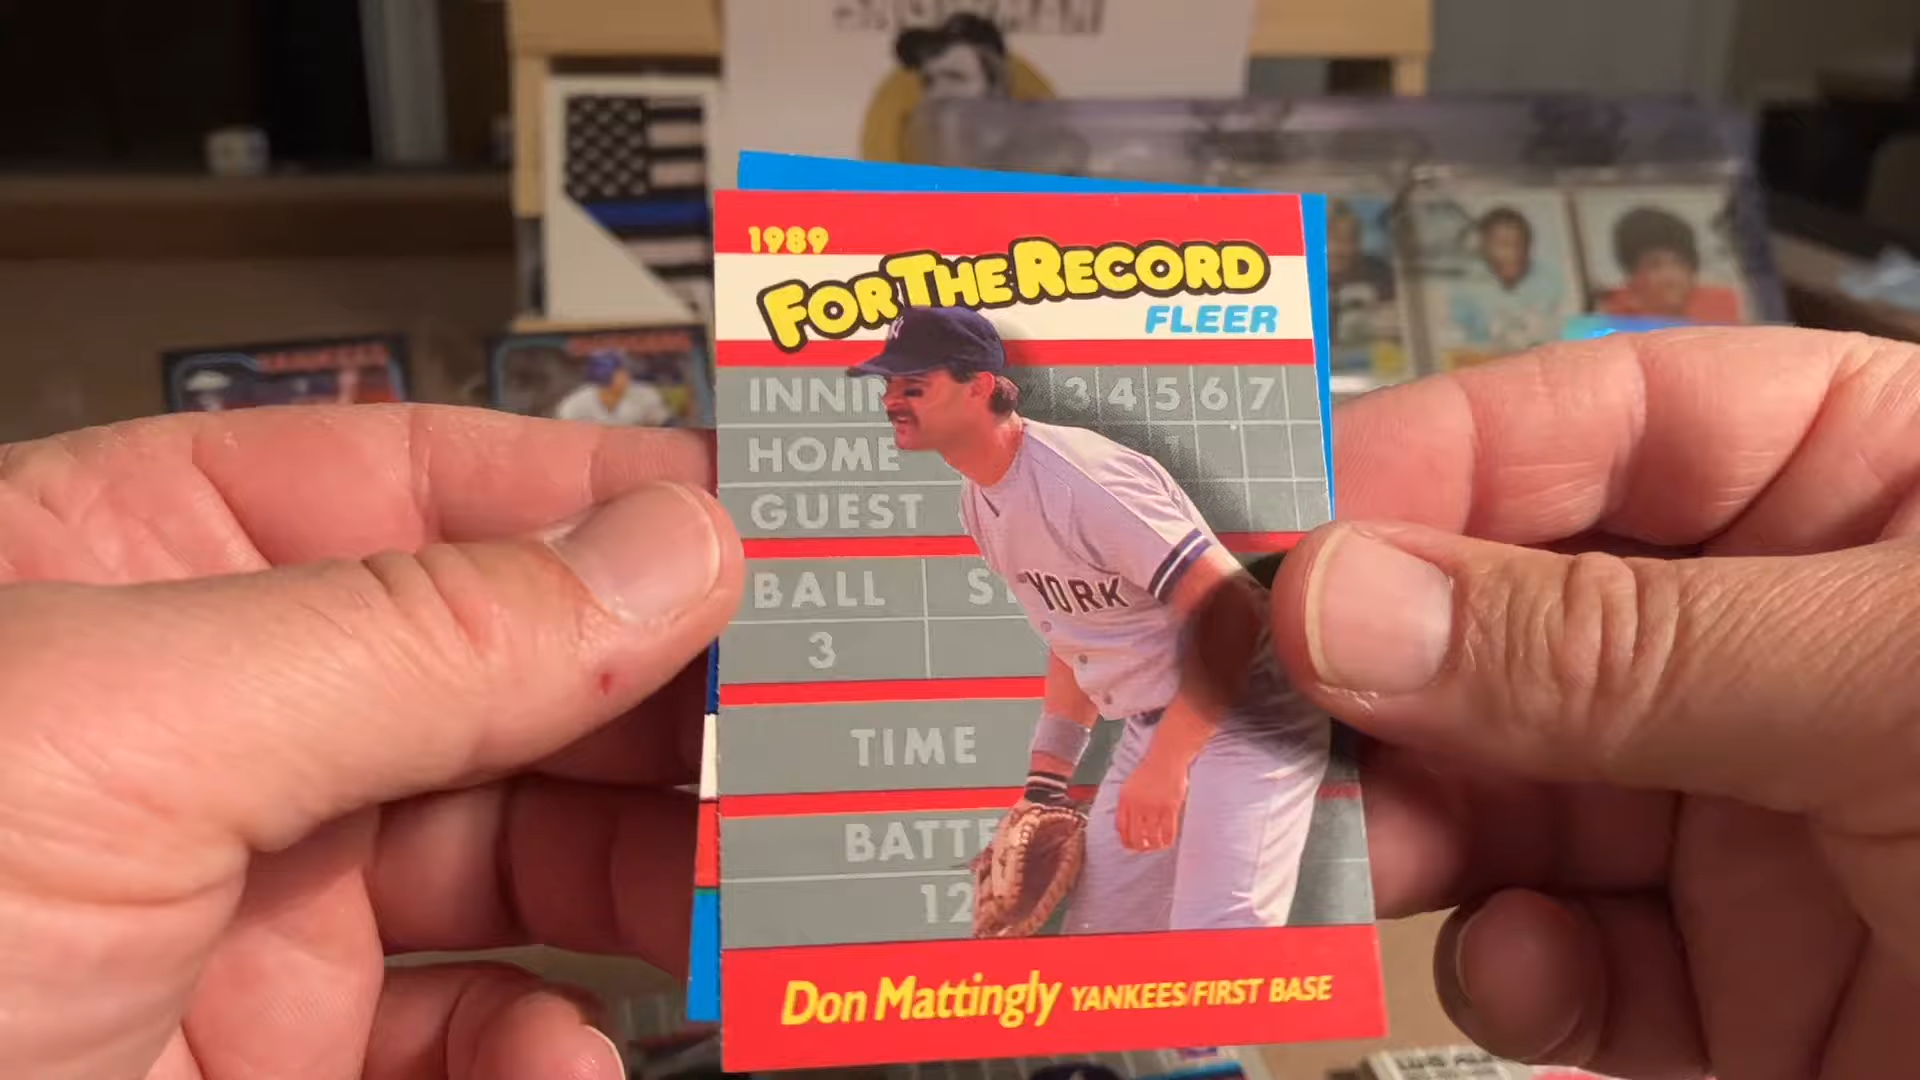 1989
FOR THE RECORD
FLEER
INNIN 3 4 5 6 7
HOME
GUEST
BALL
3
YORK
TIME
BATTE
12
Don Mattingly YANKEES/FIRST BASE